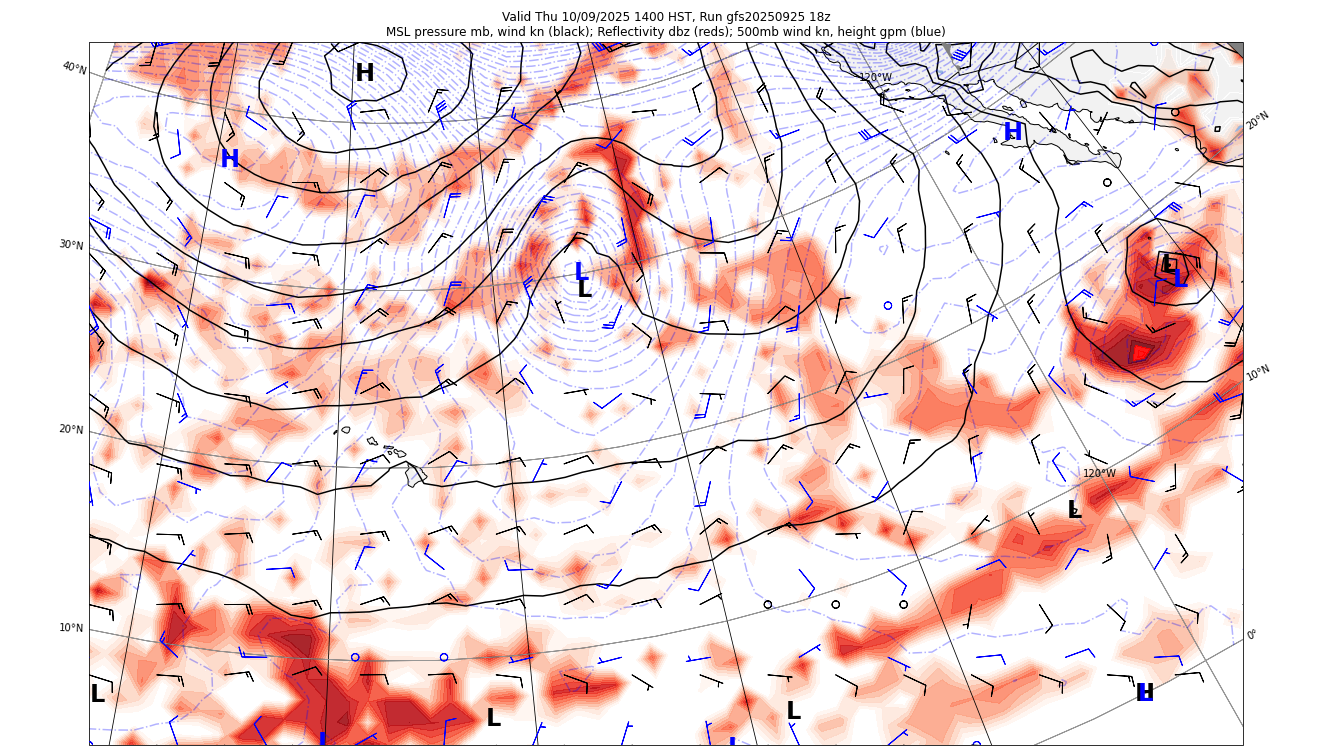 Valid Thu 10/09/2025 1400 HST, Run gfs20250925 18z
MSL pressure mb, wind kn (black); Reflectivity dbz (reds); 500mb wind kn, height gpm (blue)
40°N
H
120°W
H
20°N
H
30°N
L
L
L
L
10°N
20°N
120°W
L
10°N
0°
L
L
L
H
L
L
L